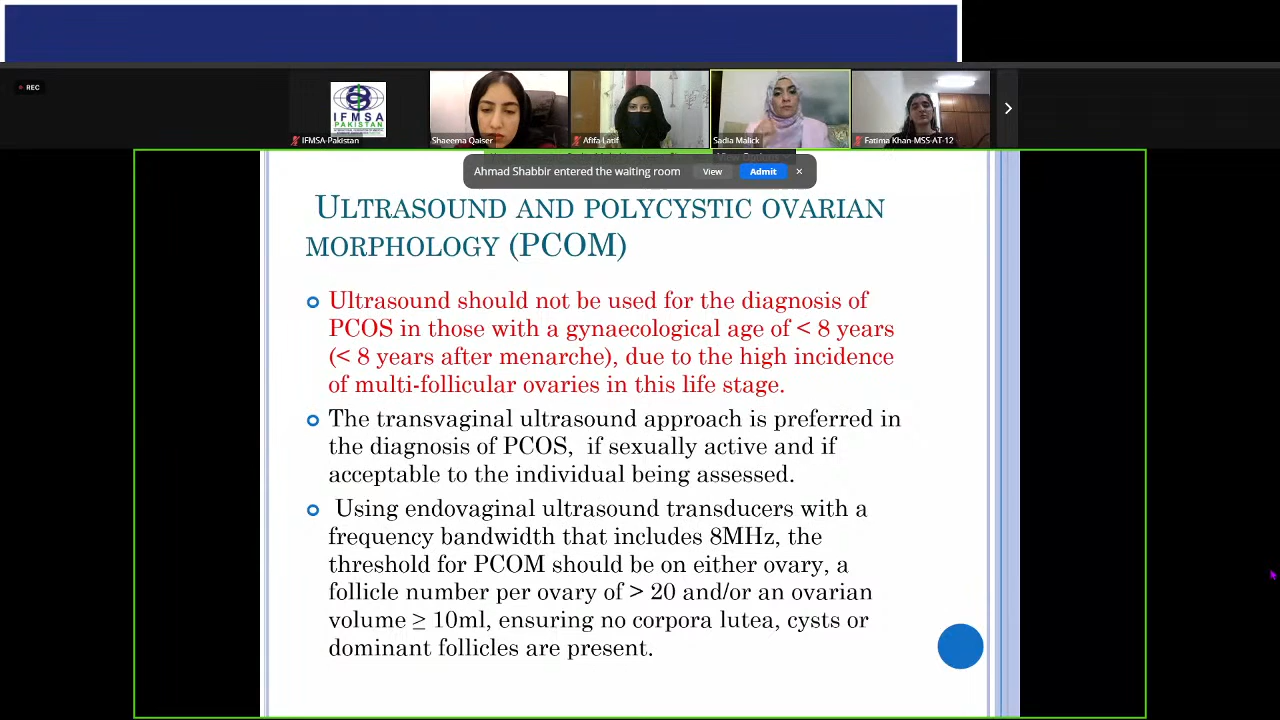 REC
IFMSA
PAKISTAN
IFMSA-Pakistan
Shaeema Qaiser
Afifa Latif
Sadia Malick
Fatima Khan-MSS-AT-12
Ahmad Shabbir entered the waiting room
View
Admit
ULTRASOUND AND POLYCYSTIC OVARIAN
MORPHOLOGY (PCOM)
Ultrasound should not be used for the diagnosis of
PCOS in those with a gynaecological age of < 8 years
(< 8 years after menarche), due to the high incidence
of multi-follicular ovaries in this life stage.
The transvaginal ultrasound approach is preferred in
the diagnosis of PCOS, if sexually active and if
acceptable to the individual being assessed.
Using endovaginal ultrasound transducers with a
frequency bandwidth that includes 8MHz, the
threshold for PCOM should be on either ovary, a
follicle number per ovary of > 20 and/or an ovarian
volume ≥ 10ml, ensuring no corpora lutea, cysts or
dominant follicles are present.